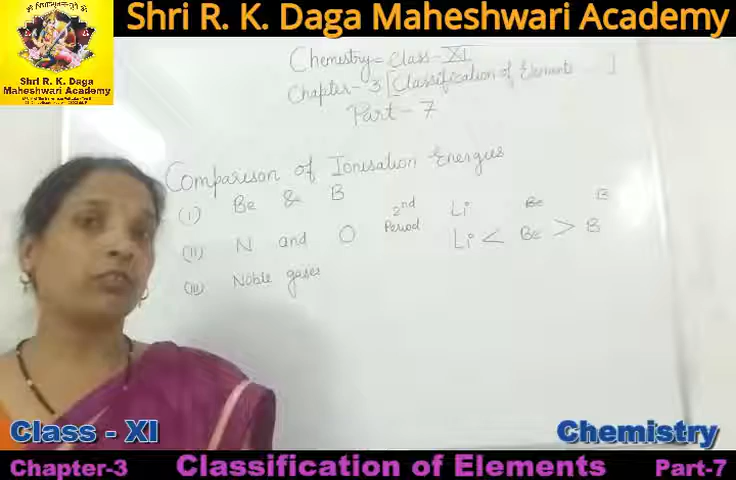 Shri R. K. Daga Maheshwari Academy
Shri R. K. Daga
Maheshwari Academy
Chemistry = Class - XI
Chapter - 3 [Classification of Elements ]
Part - 7
Comparison of Ionisation Energies
(i) Be & B
(ii) N and O
(iii) Noble gases
2nd Period Li Be B
Li < Be > B
Class - XI
Chemistry
Chapter-3 Classification of Elements Part-7